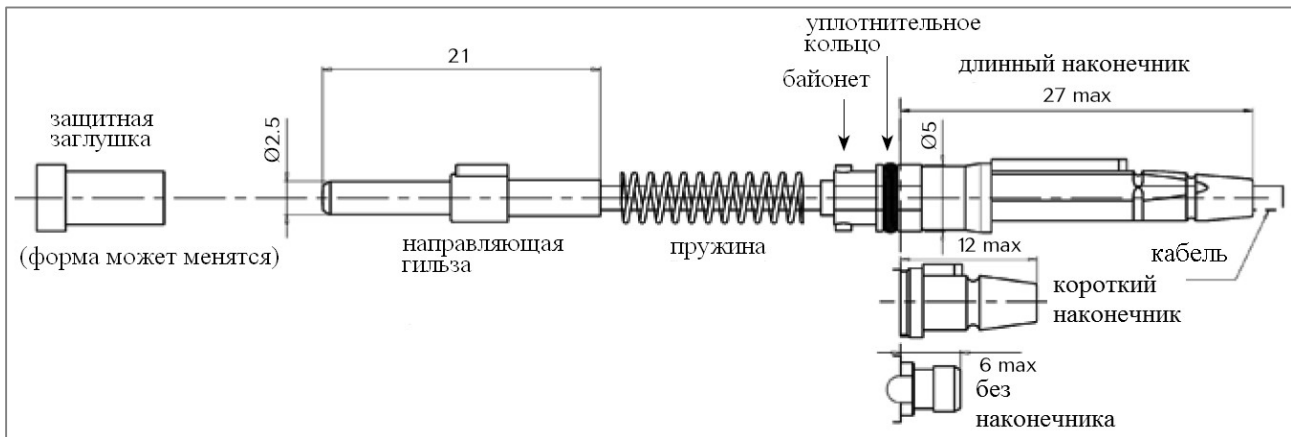 уплотнительное
кольцо
21
байонет
длинный наконечник
27 max
защитная
заглушка
Ø2.5
Ø5
(форма может менятся)
направляющая
гильза
пружина
12 max
кабель
короткий
наконечник
6 max
без
наконечника